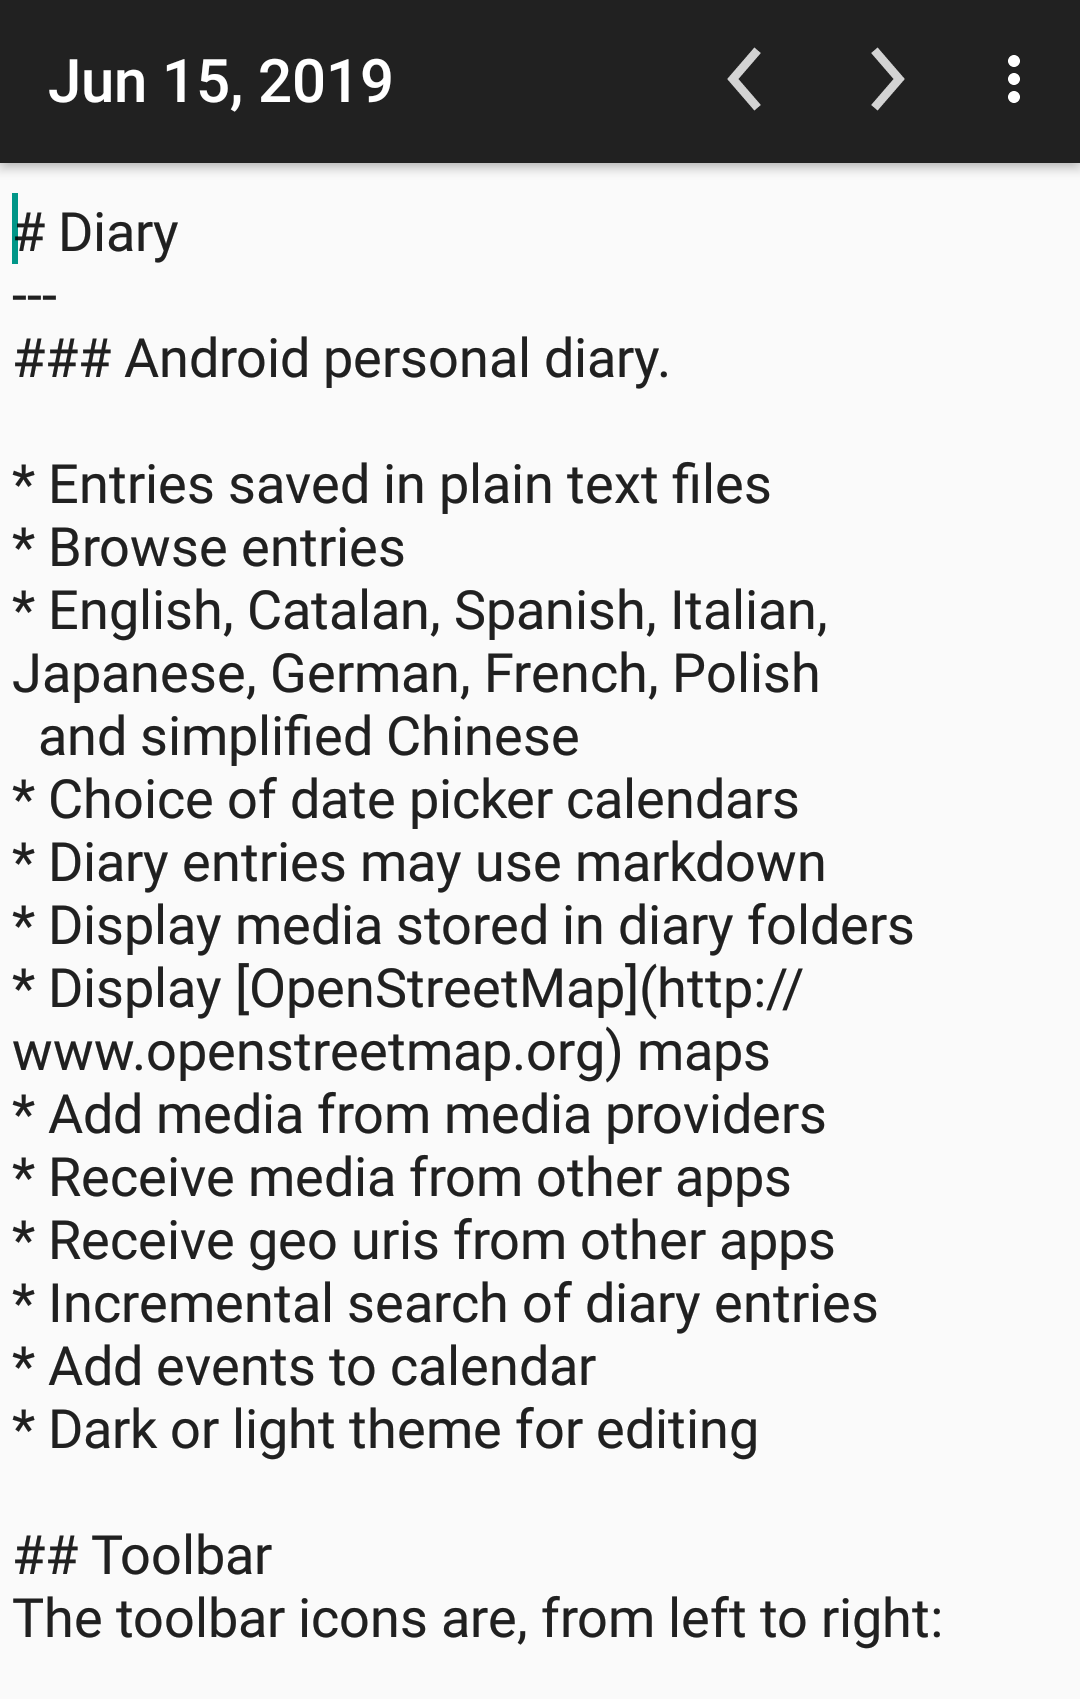 Jun 15, 2019
# Diary
---
### Android personal diary.
* Entries saved in plain text files
* Browse entries
* English, Catalan, Spanish, Italian,
Japanese, German, French, Polish
  and simplified Chinese
* Choice of date picker calendars
* Diary entries may use markdown
* Display media stored in diary folders
* Display [OpenStreetMap](http://
www.openstreetmap.org) maps
* Add media from media providers
* Receive media from other apps
* Receive geo uris from other apps
* Incremental search of diary entries
* Add events to calendar
* Dark or light theme for editing
## Toolbar
The toolbar icons are, from left to right: